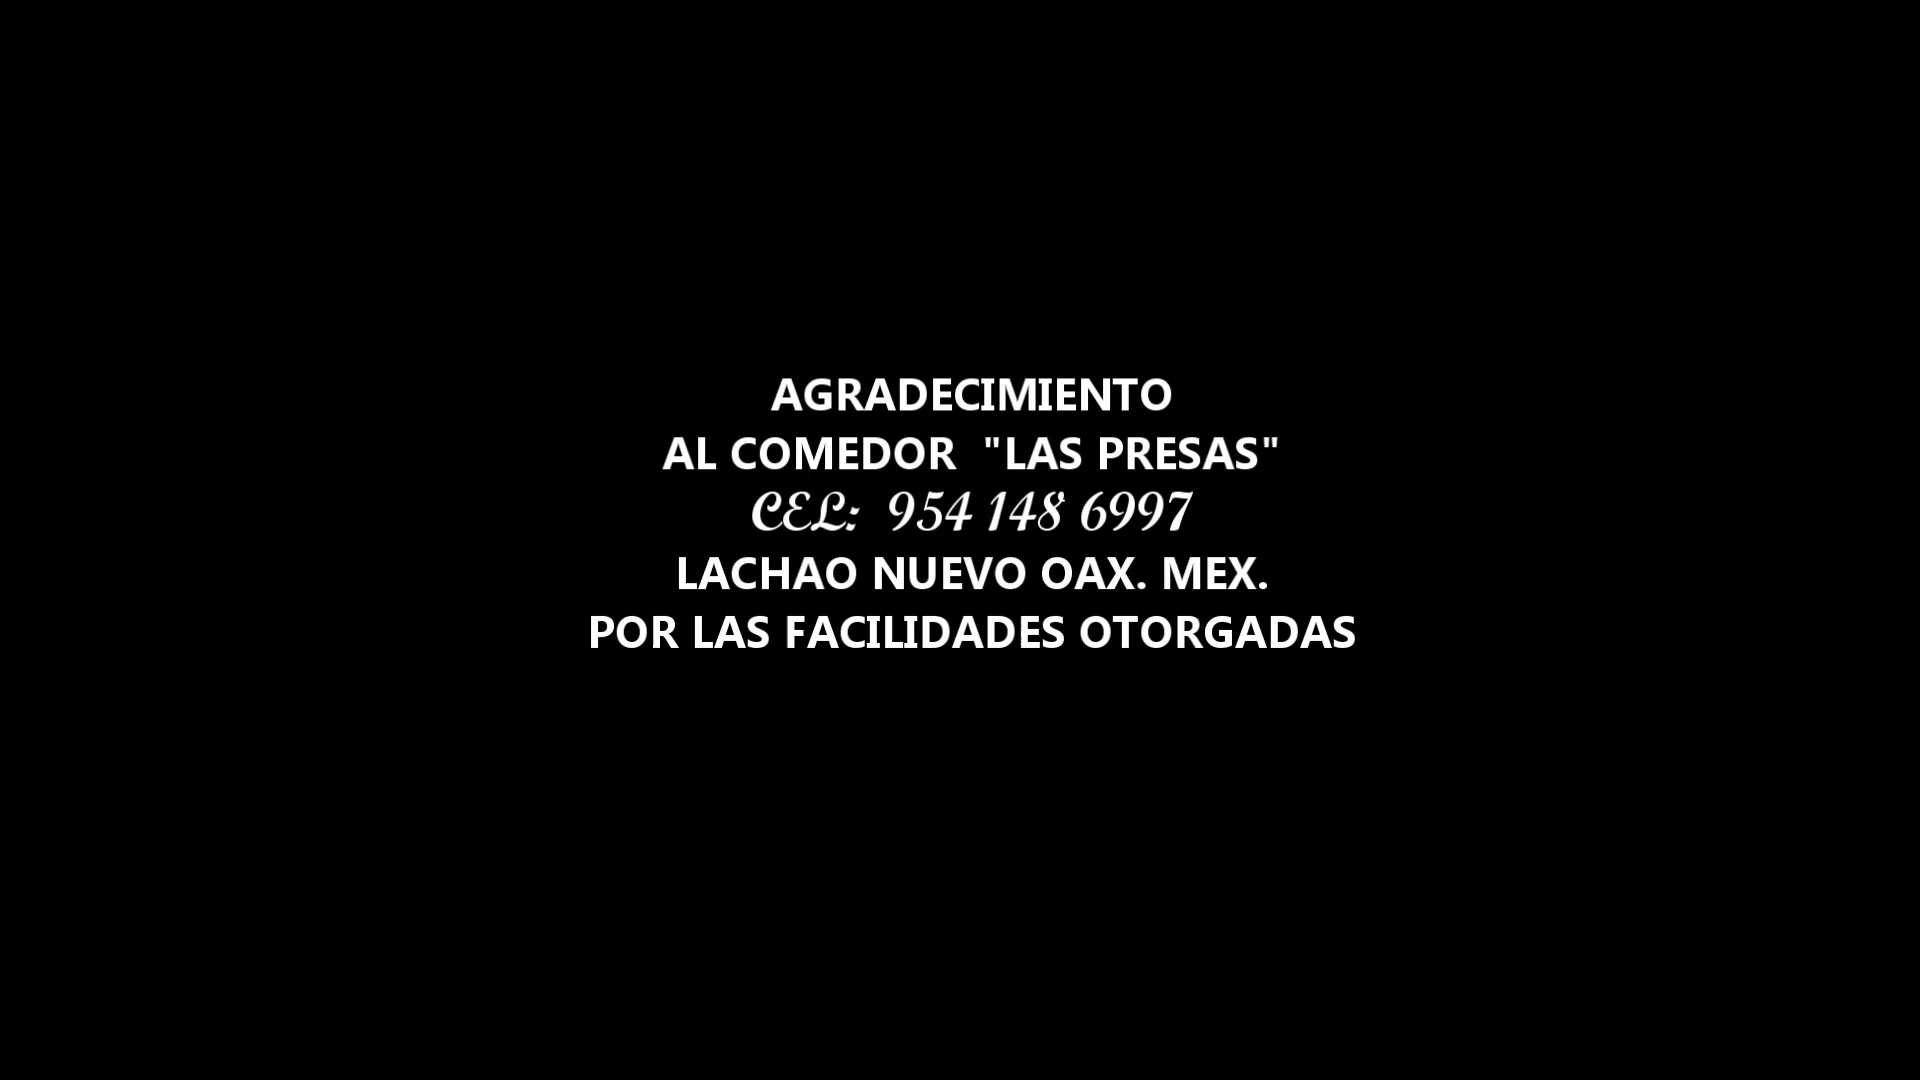 AGRADECIMIENTO
AL COMEDOR "LAS PRESAS"
CEL: 954 148 6997
LACHAO NUEVO OAX. MEX.
POR LAS FACILIDADES OTORGADAS